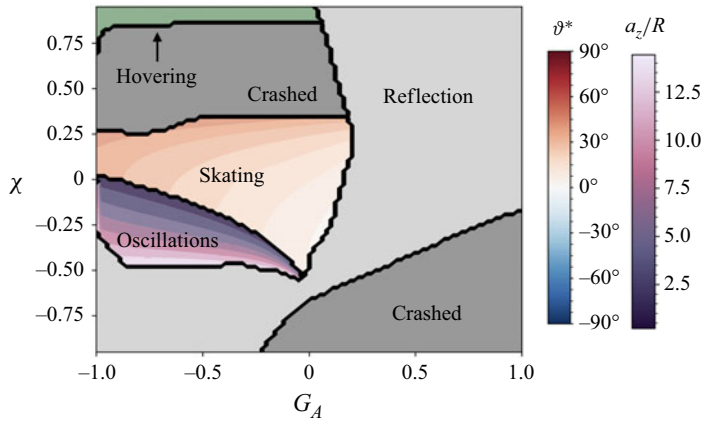 ϑ*
a_z/R
0.75
0.50
0.25
0
–0.25
–0.50
–0.75
χ
Hovering
Crashed
Reflection
Skating
Oscillations
Crashed
–1.0
–0.5
0
0.5
1.0
G_A
90°
60°
30°
0°
–30°
–60°
–90°
12.5
10.0
7.5
5.0
2.5